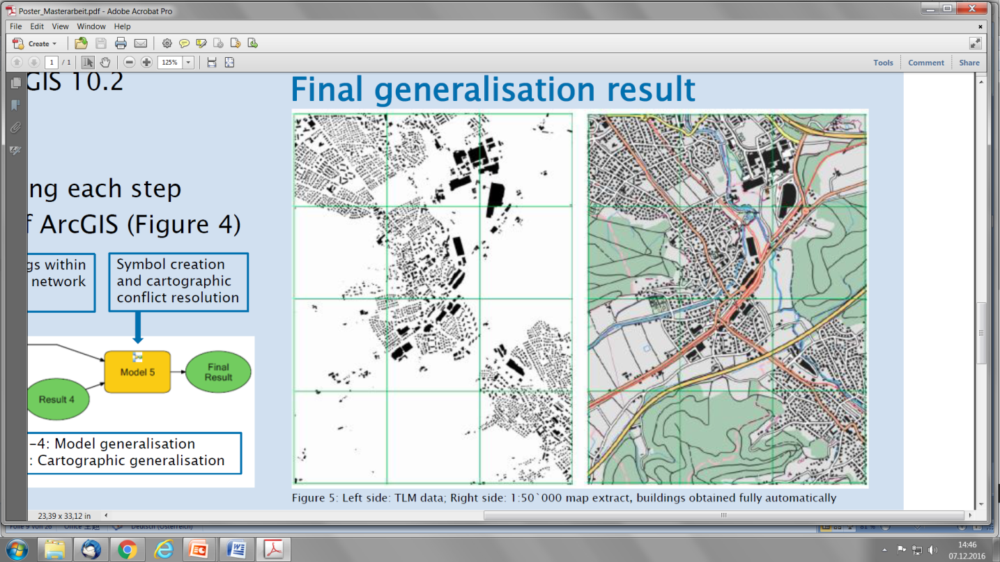 Poster_Masterarbeit.pdf - Adobe Acrobat Pro
File Edit View Window Help
Create
1 / 1 125% Tools Comment Share
GIS 10.2
Final generalisation result
ng each step
f ArcGIS (Figure 4)
gs within
network
Symbol creation
and cartographic
conflict resolution
Model 5
Final
Result
Result 4
-4: Model generalisation
: Cartographic generalisation
Figure 5: Left side: TLM data; Right side: 1:50`000 map extract, buildings obtained fully automatically
23,39 x 33,12 in
Folie 9 von 26 Office 主题 Deutsch (Österreich) 81 %
14:46
07.12.2016